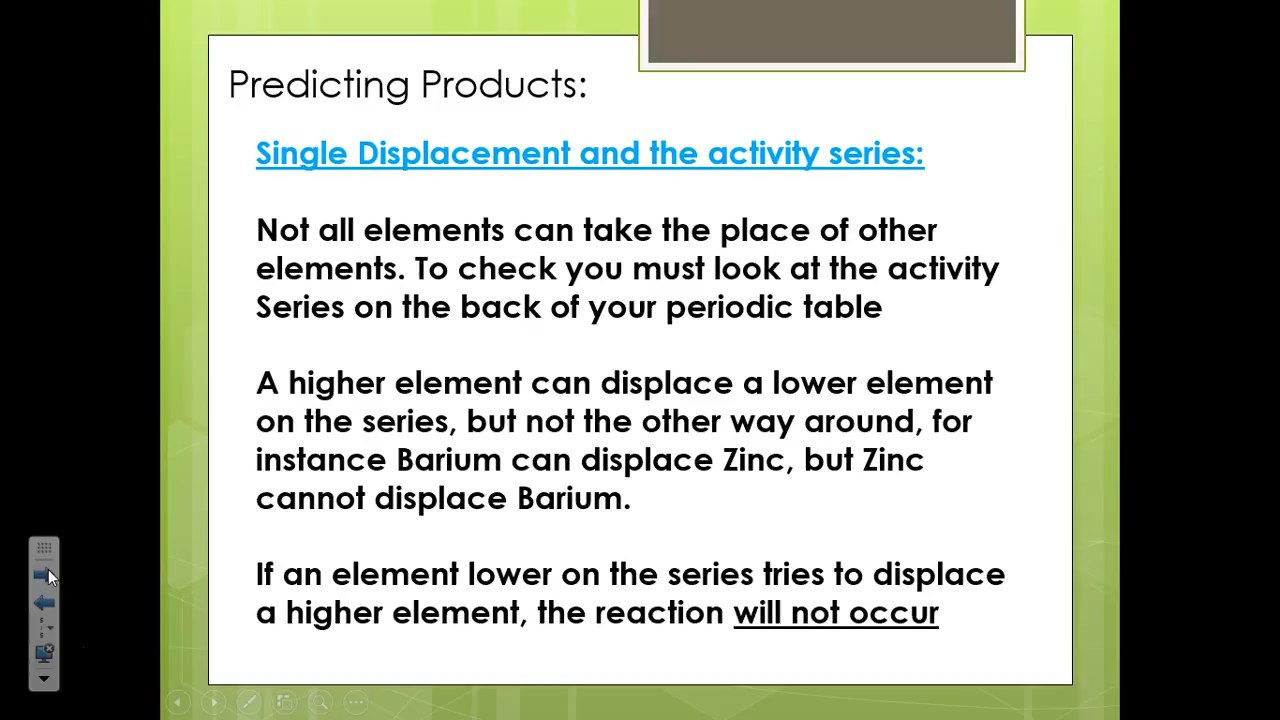 Predicting Products:
Single Displacement and the activity series:
Not all elements can take the place of other
elements. To check you must look at the activity
Series on the back of your periodic table
A higher element can displace a lower element
on the series, but not the other way around, for
instance Barium can displace Zinc, but Zinc
cannot displace Barium.
If an element lower on the series tries to displace
a higher element, the reaction will not occur